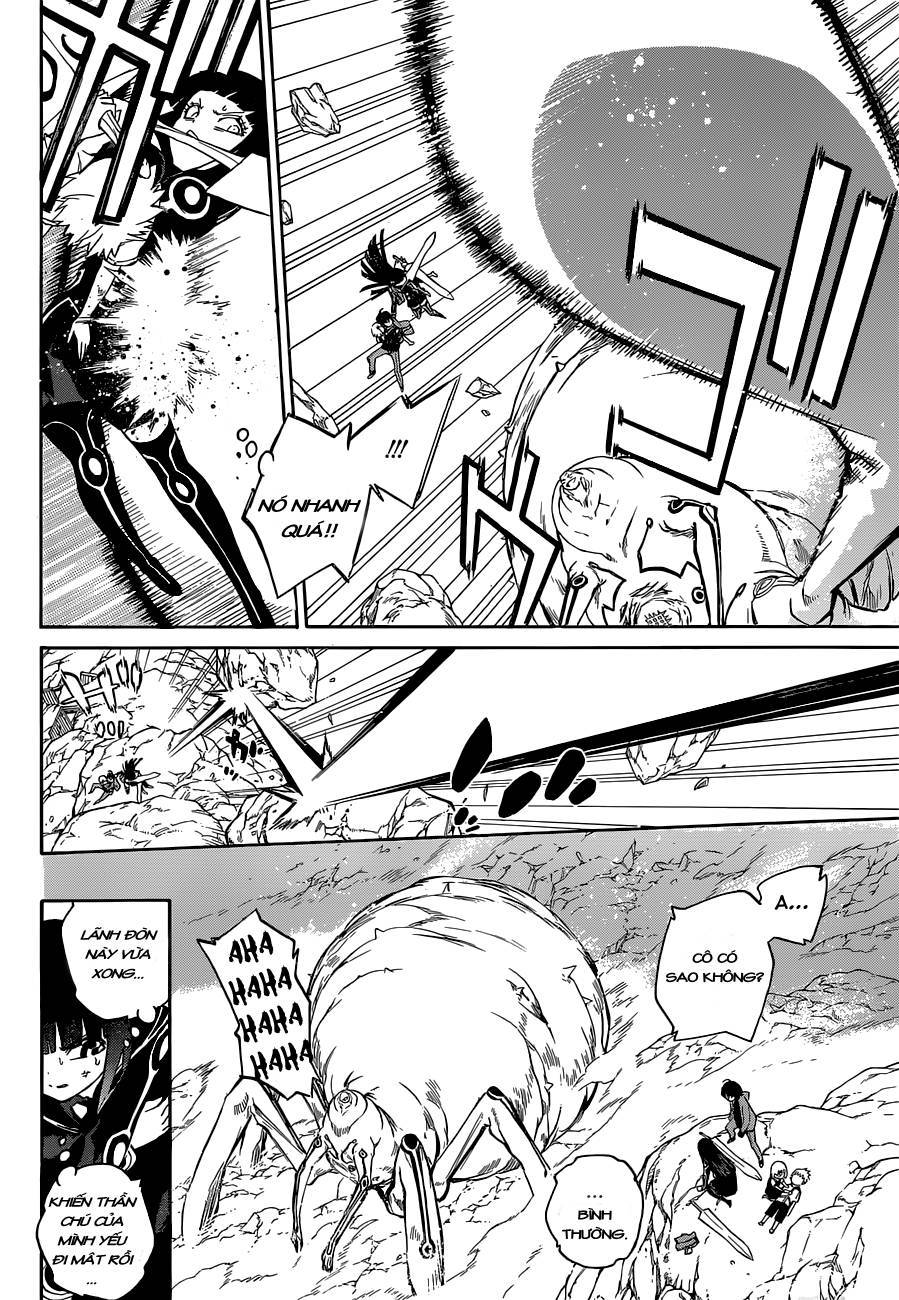 !!!
NÓ NHANH
QUÁ!!
A...
CÔ CÓ
SAO KHÔNG?
...
BÌNH
THƯỜNG.
AHA
HAHA
HAHA
HAHA
LÃNH ĐÒN
NÀY VỪA
XONG...
KHIẾN THẦN
CHÚ CỦA
MÌNH YẾU
ĐI MẤT RỒI
...